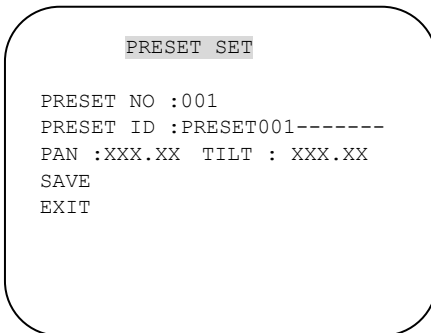 PRESET SET
PRESET NO :001
PRESET ID :PRESET001-------
PAN :XXX.XX TILT : XXX.XX
SAVE
EXIT